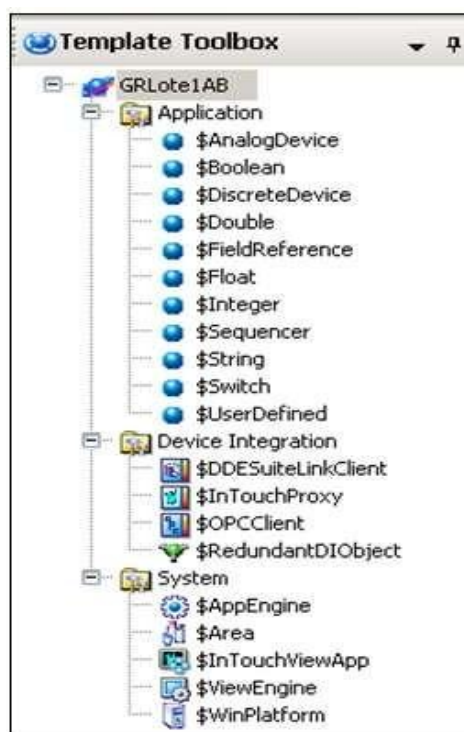 Template Toolbox
GRLote1AB
Application
$AnalogDevice
$Boolean
$DiscreteDevice
$Double
$FieldReference
$Float
$Integer
$Sequencer
$String
$Switch
$UserDefined
Device Integration
$DDESuiteLinkClient
$InTouchProxy
$OPCClient
$RedundantDIObject
System
$AppEngine
$Area
$InTouchViewApp
$ViewEngine
$WinPlatform